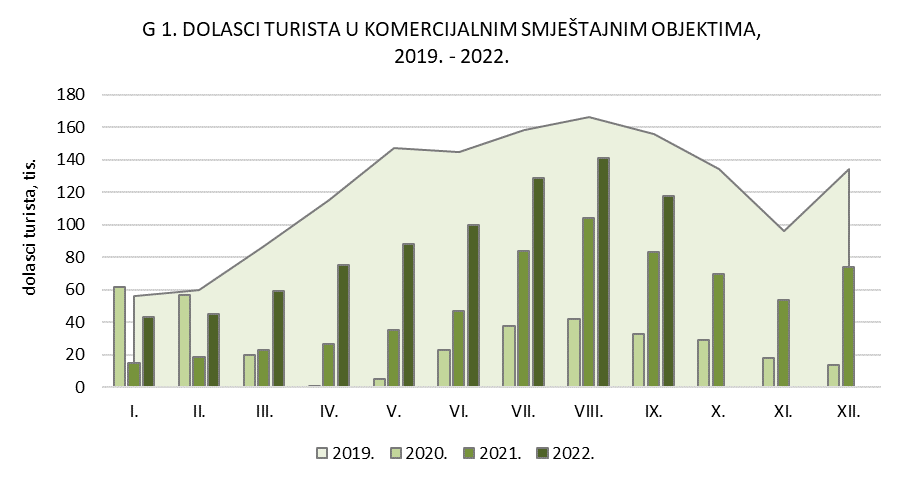 G 1. DOLASCI TURISTA U KOMERCIJALNIM SMJEŠTAJNIM OBJEKTIMA,
2019. - 2022.
dolasci turista, tis.
180
160
140
120
100
80
60
40
20
0
I. II. III. IV. V. VI. VII. VIII. IX. X. XI. XII.
2019. 2020. 2021. 2022.